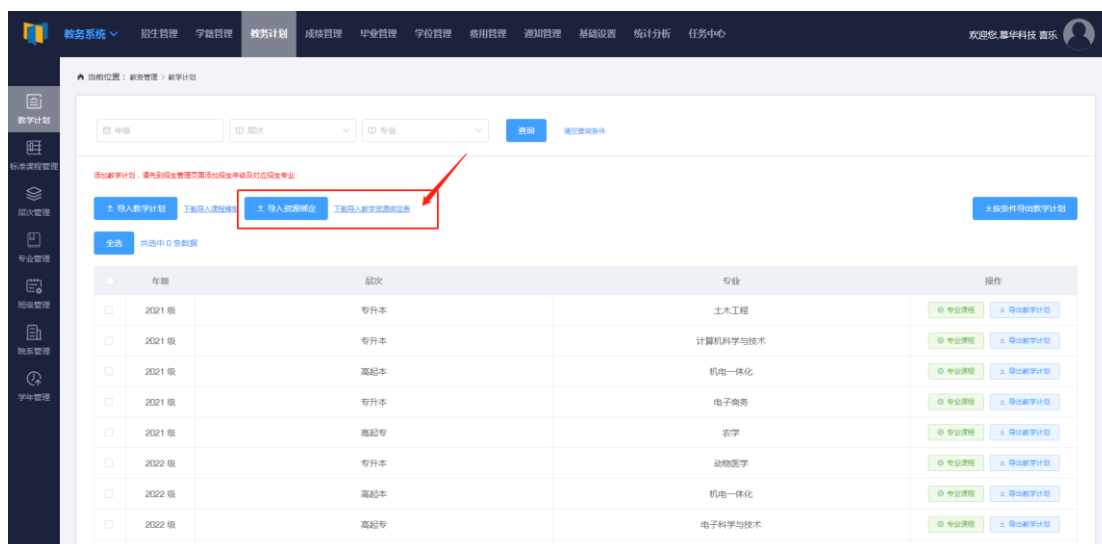 教务系统 招生管理 学籍管理 教务计划 成绩管理 毕业管理 学位管理 费用管理 通知管理 基础设置 统计分析 任务中心 欢迎您,慕华科技 喜乐
当前位置： 教务管理 > 教学计划
教学计划
标准课程管理
层次管理
专业管理
班级管理
院系管理
学年管理
年级 层次 专业 查询 清空查询条件
添加教学计划，请先到招生管理页面添加招生年级及对应招生专业
导入教学计划 下载导入课程模板 导入资源绑定 下载导入教学资源绑定表 按条件导出教学计划
全选 共选中 0 条数据
年级 层次 专业 操作
2021 级 专升本 土木工程 专业课程 导出教学计划
2021 级 专升本 计算机科学与技术 专业课程 导出教学计划
2021 级 高起本 机电一体化 专业课程 导出教学计划
2021 级 专升本 电子商务 专业课程 导出教学计划
2021 级 高起专 农学 专业课程 导出教学计划
2022 级 专升本 动物医学 专业课程 导出教学计划
2022 级 高起本 机电一体化 专业课程 导出教学计划
2022 级 高起专 电子科学与技术 专业课程 导出教学计划